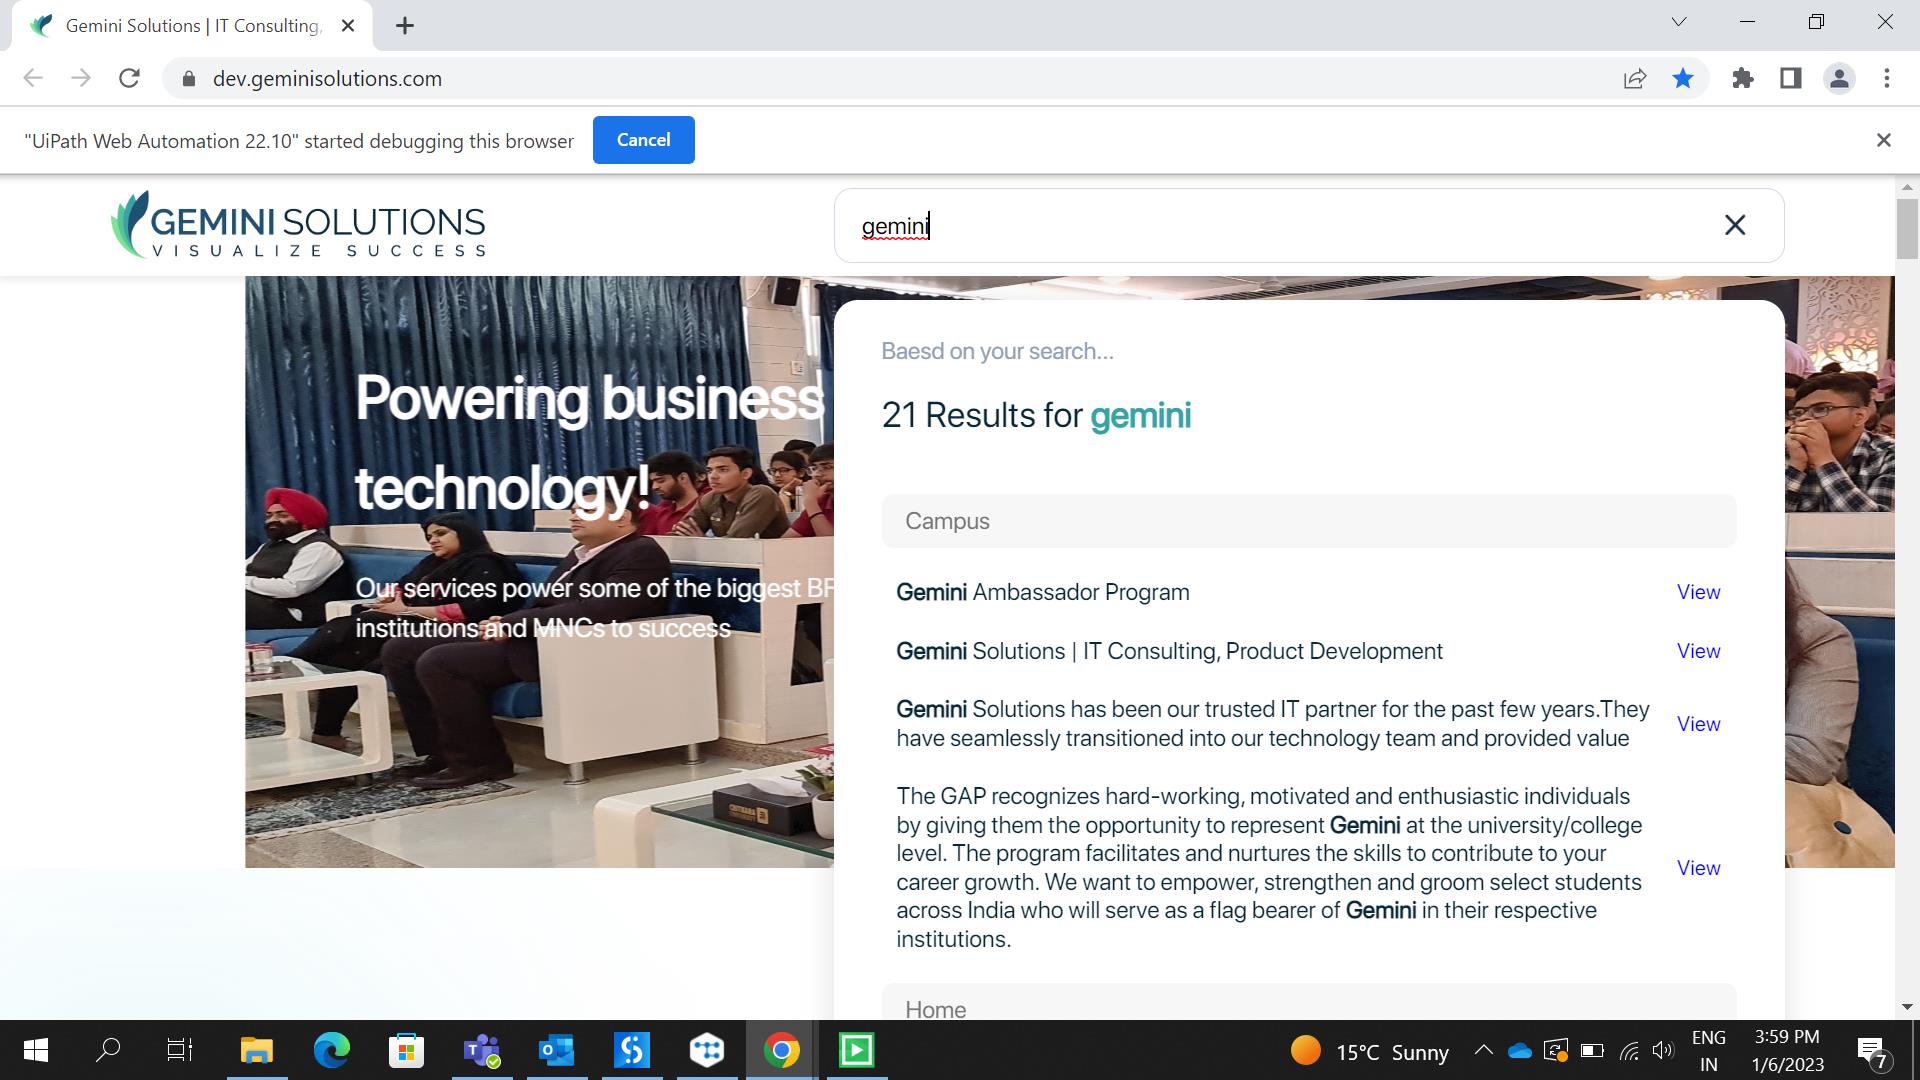 Gemini Solutions | IT Consulting,
dev.geminisolutions.com
"UiPath Web Automation 22.10" started debugging this browser
Cancel
GEMINI SOLUTIONS
VISUALIZE SUCCESS
gemini
Powering business
technology!
Our services power some of the biggest BF
institutions and MNCs to success
Baesd on your search...
21 Results for gemini
Campus
Gemini Ambassador Program View
Gemini Solutions | IT Consulting, Product Development View
Gemini Solutions has been our trusted IT partner for the past few years.They
have seamlessly transitioned into our technology team and provided value
View
The GAP recognizes hard-working, motivated and enthusiastic individuals
by giving them the opportunity to represent Gemini at the university/college
level. The program facilitates and nurtures the skills to contribute to your
career growth. We want to empower, strengthen and groom select students
across India who will serve as a flag bearer of Gemini in their respective
institutions.
View
Home
15°C Sunny
ENG
IN
3:59 PM
1/6/2023
7